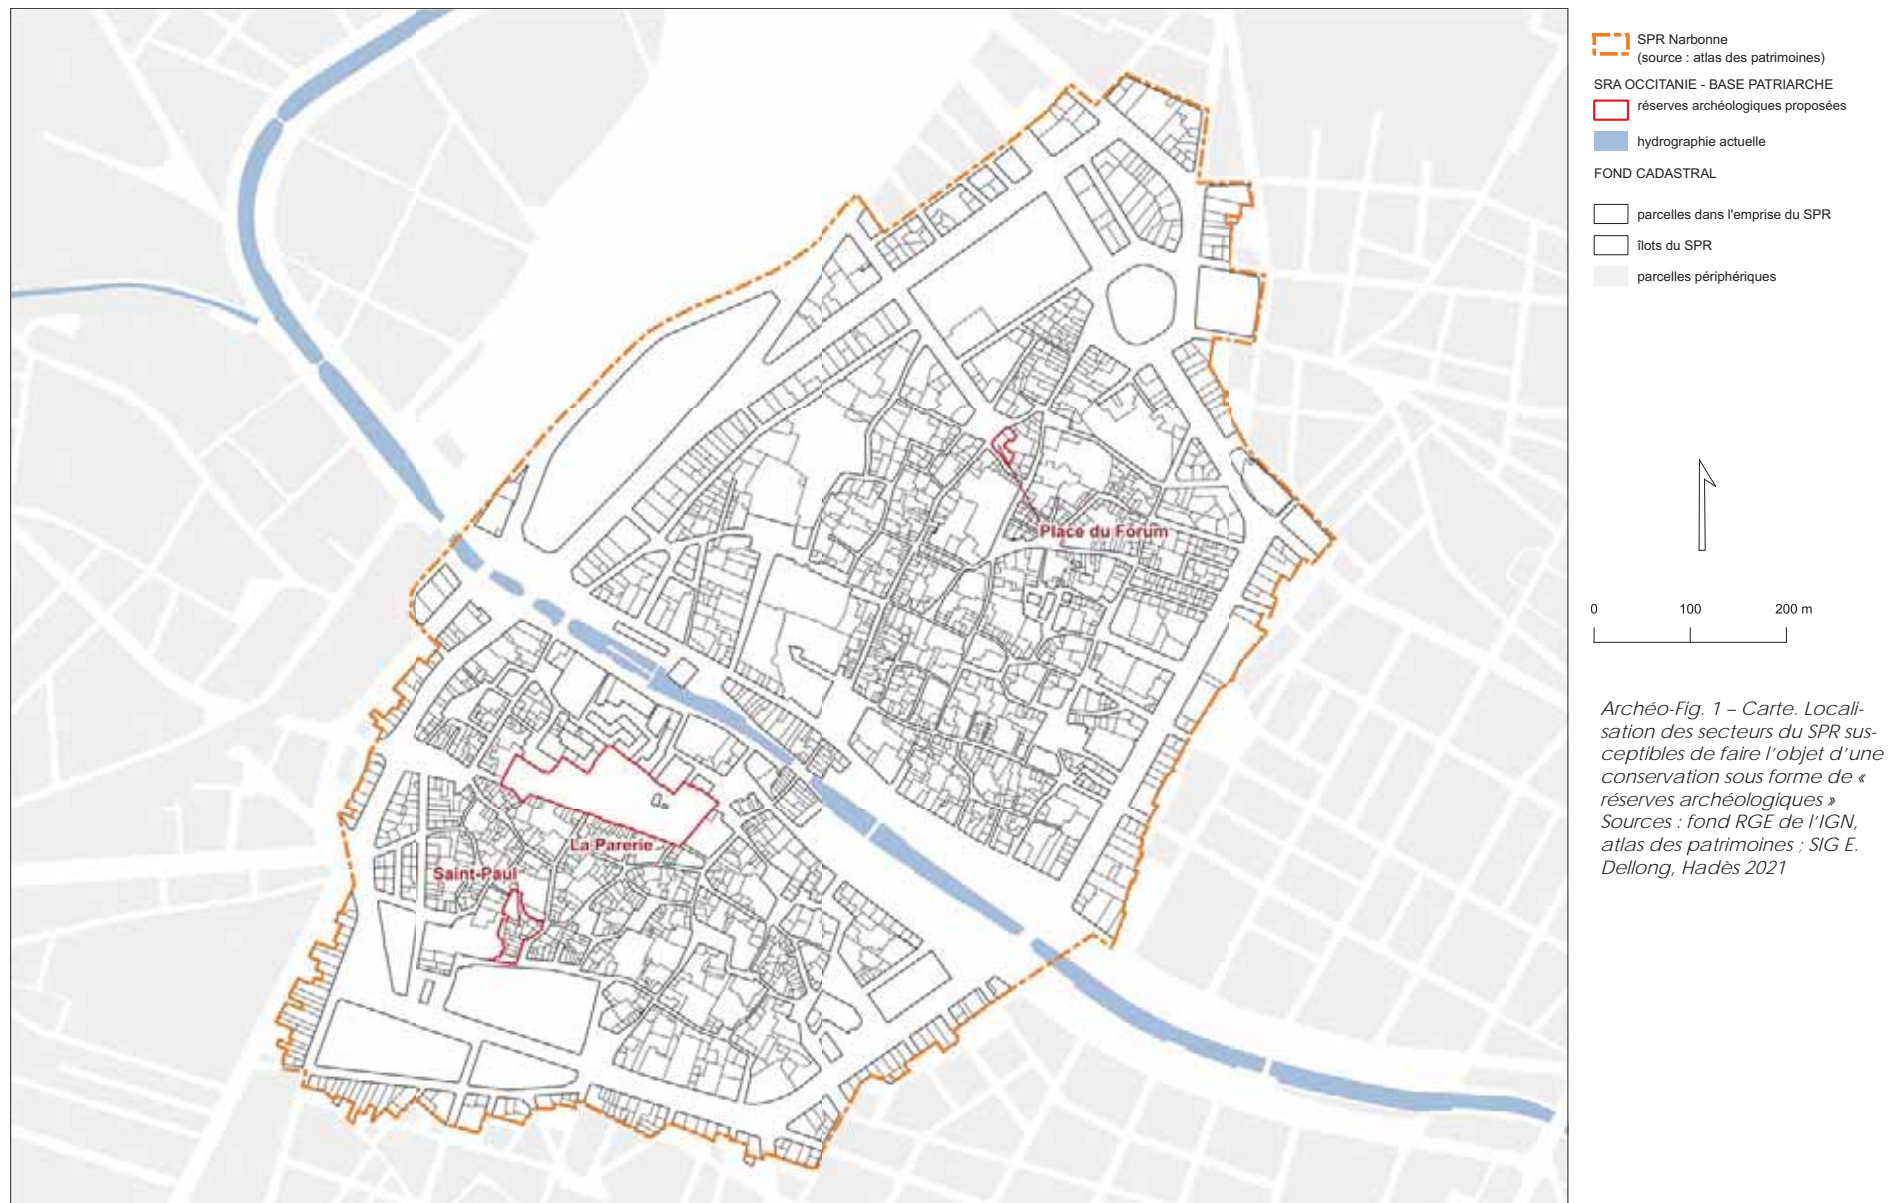 SPR Narbonne
(source : atlas des patrimoines)
SRA OCCITANIE - BASE PATRIARCHE
réserves archéologiques proposées
hydrographie actuelle
FOND CADASTRAL
parcelles dans l'emprise du SPR
îlots du SPR
parcelles périphériques
Place du Forum
La Parerie
Saint-Paul
0 100 200 m
Archéo-Fig. 1 – Carte. Locali-
sation des secteurs du SPR sus-
ceptibles de faire l'objet d'une
conservation sous forme de «
réserves archéologiques »
Sources : fond RGE de l'IGN,
atlas des patrimoines ; SIG E.
Dellong, Hadès 2021